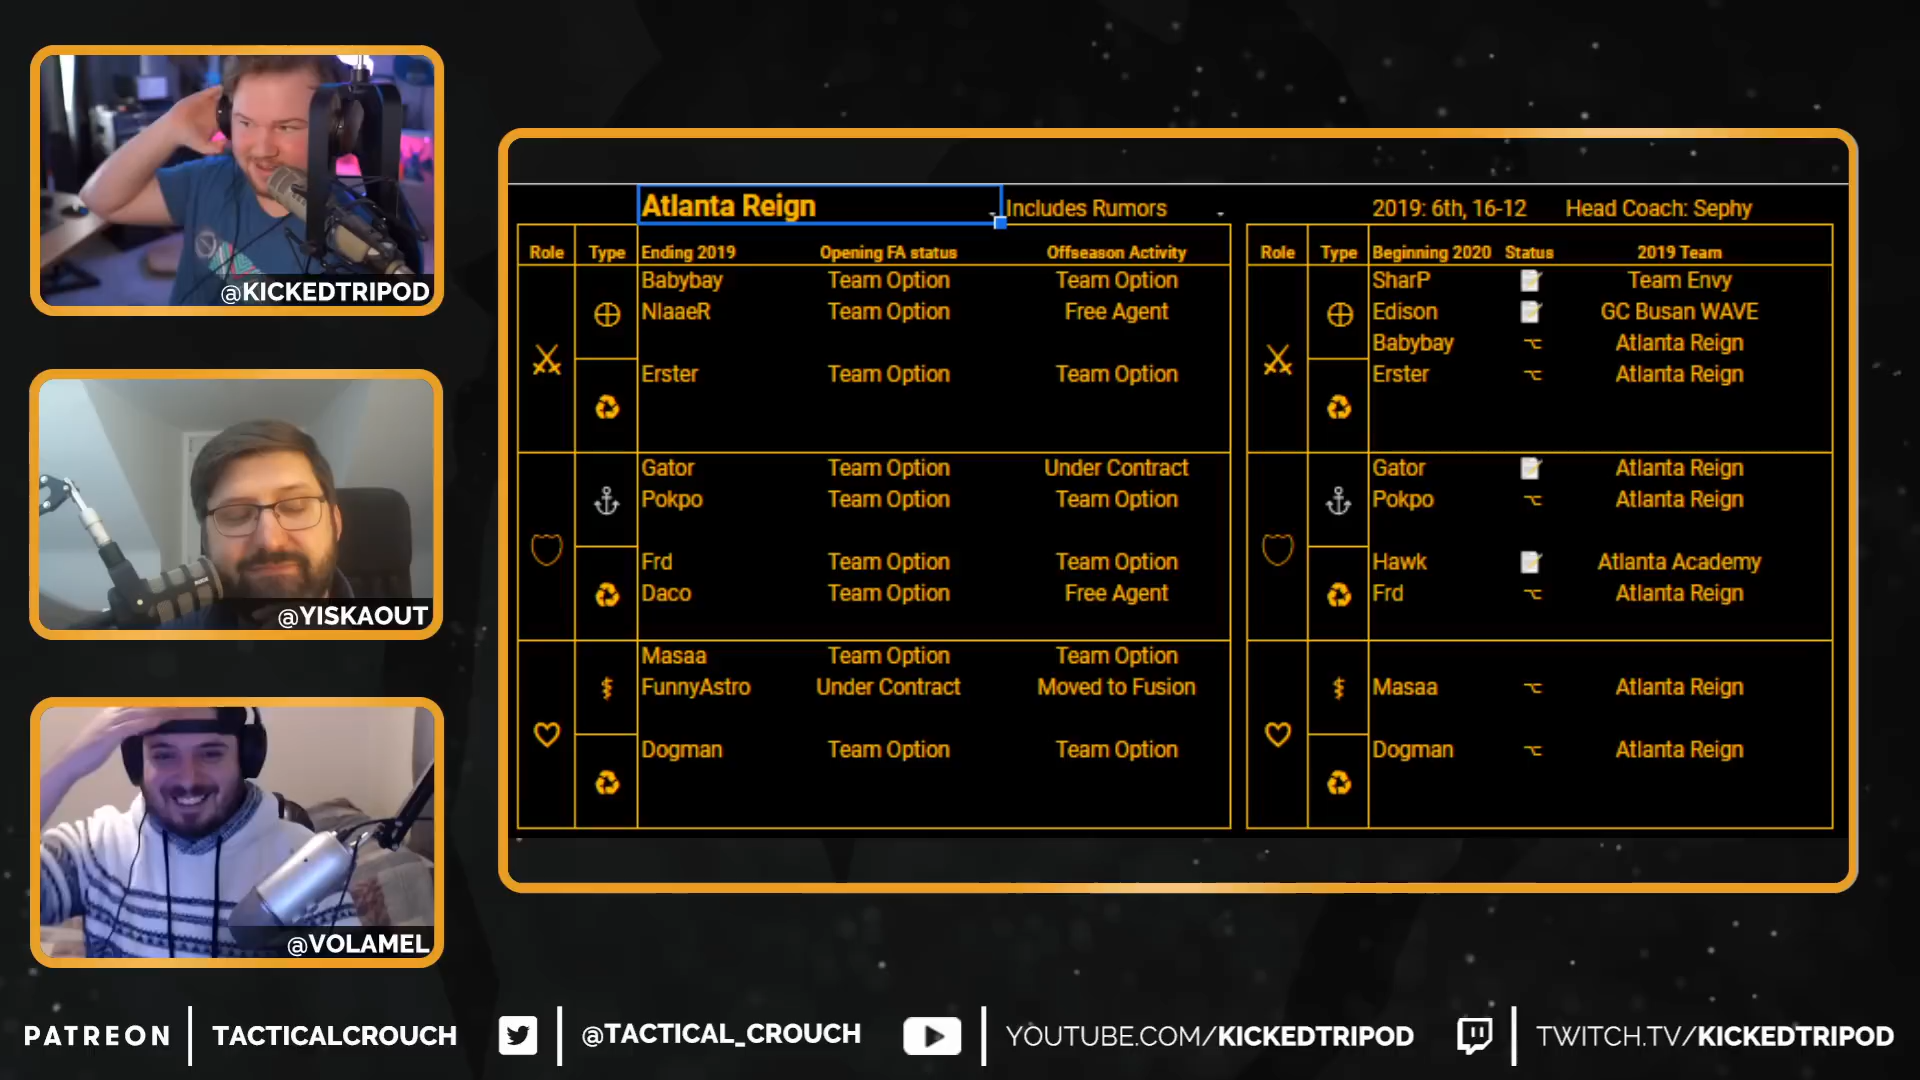 @KICKEDTRIPOD
@YISKAOUT
@VOLAMEL
Atlanta Reign Includes Rumors 2019: 6th, 16-12 Head Coach: Sephy
Role Type Ending 2019 Opening FA status Offseason Activity Role Type Beginning 2020 Status 2019 Team
Babybay Team Option Team Option SharP Team Envy
NlaaeR Team Option Free Agent Edison GC Busan WAVE
Babybay Atlanta Reign
Erster Team Option Team Option Erster Atlanta Reign
Gator Team Option Under Contract Gator Atlanta Reign
Pokpo Team Option Team Option Pokpo Atlanta Reign
Frd Team Option Team Option Hawk Atlanta Academy
Daco Team Option Free Agent Frd Atlanta Reign
Masaa Team Option Team Option
FunnyAstro Under Contract Moved to Fusion Masaa Atlanta Reign
Dogman Team Option Team Option Dogman Atlanta Reign
PATREON TACTICALCROUCH @TACTICAL_CROUCH YOUTUBE.COM/KICKEDTRIPOD TWITCH.TV/KICKEDTRIPOD